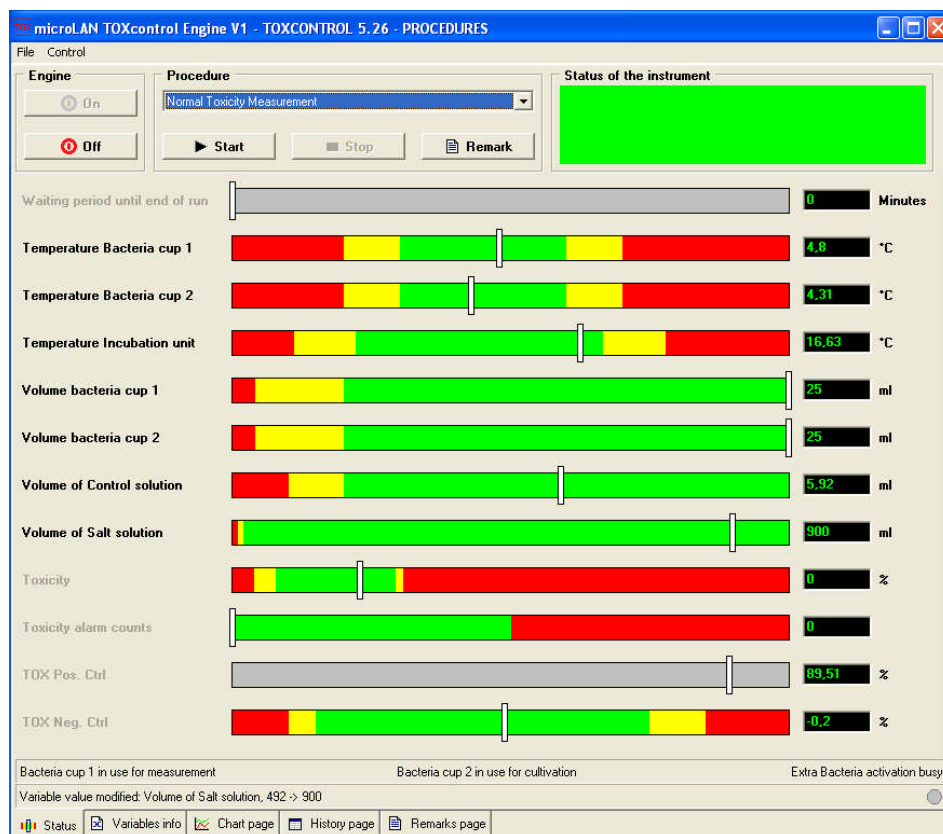 TOX microLAN TOXcontrol Engine V1 - TOXCONTROL 5.26 - PROCEDURES
File Control
Engine
On
Off
Procedure
Normal Toxicity Measurement
Start Stop Remark
Status of the instrument
Waiting period until end of run 0 Minutes
Temperature Bacteria cup 1 4,8 °C
Temperature Bacteria cup 2 4,31 °C
Temperature Incubation unit 16,63 °C
Volume bacteria cup 1 25 ml
Volume bacteria cup 2 25 ml
Volume of Control solution 5,92 ml
Volume of Salt solution 900 ml
Toxicity 0 %
Toxicity alarm counts 0
TOX Pos. Ctrl 89,51 %
TOX Neg. Ctrl -0,2 %
Bacteria cup 1 in use for measurement Bacteria cup 2 in use for cultivation Extra Bacteria activation busy
Variable value modified: Volume of Salt solution, 492 -> 900
Status Variables info Chart page History page Remarks page